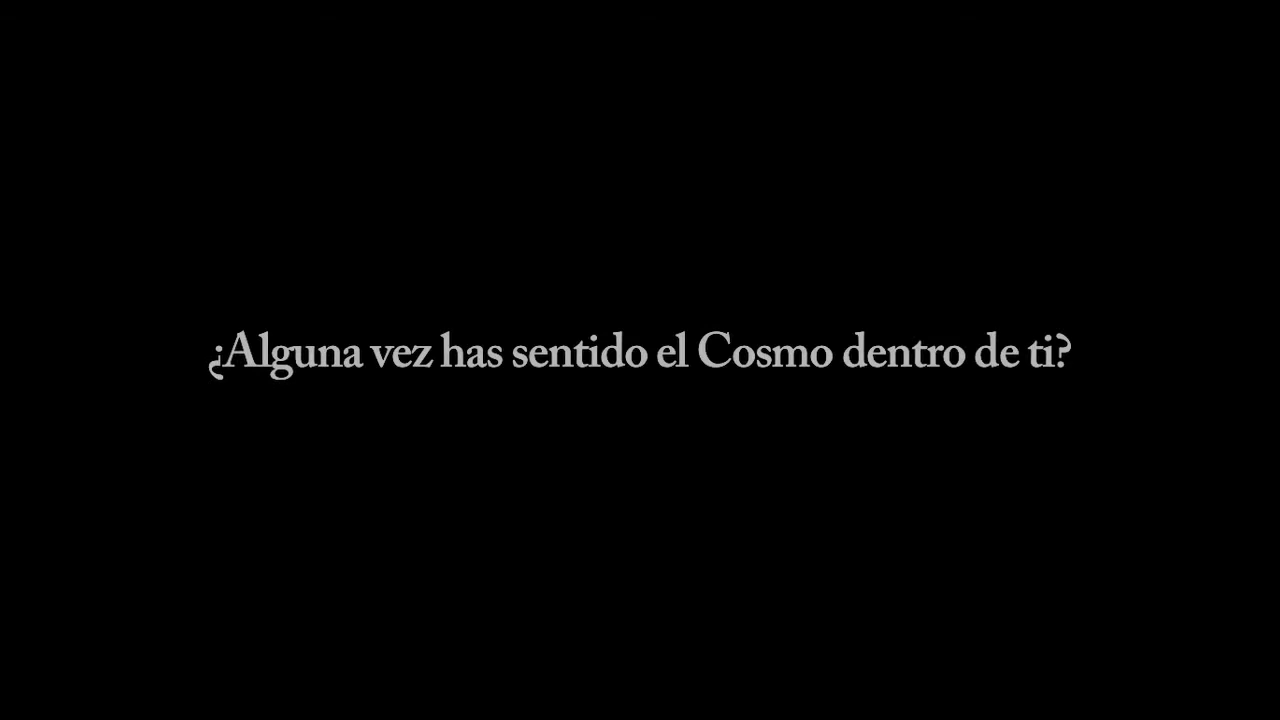 ¿Alguna vez has sentido el Cosmo dentro de ti?